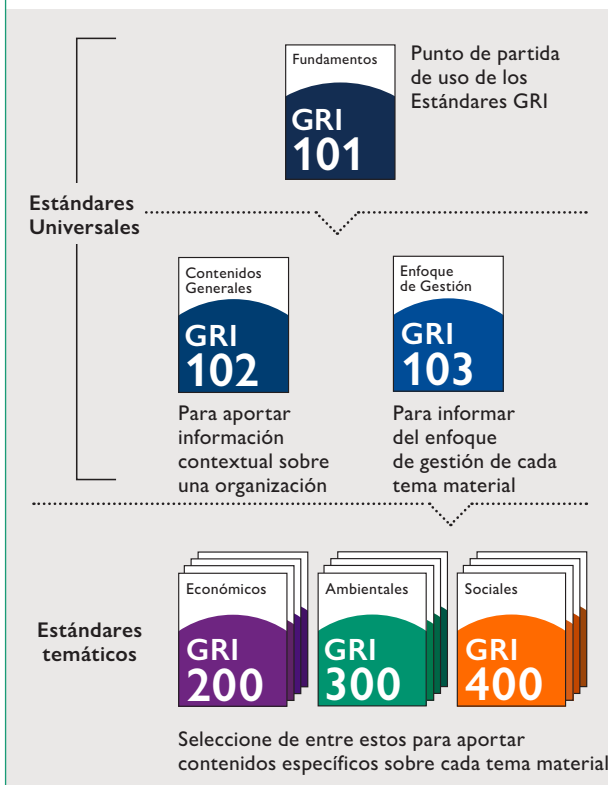 Fundamentos
GRI
101
Punto de partida
de uso de los
Estándares GRI
Estándares
Universales
Contenidos
Generales
GRI
102
Para aportar
información
contextual sobre
una organización
Enfoque
de Gestión
GRI
103
Para informar
del enfoque
de gestión de cada
tema material
Estándares
temáticos
Económicos
GRI
200
Ambientales
GRI
300
Sociales
GRI
400
Seleccione de entre estos para aportar
contenidos específicos sobre cada tema material